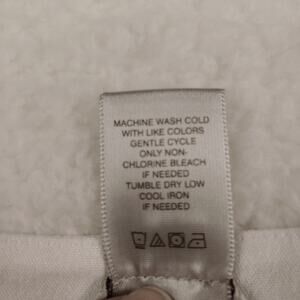 MACHINE WASH COLD
WITH LIKE COLORS
GENTLE CYCLE
ONLY NON-
CHLORINE BLEACH
IF NEEDED
TUMBLE DRY LOW
COOL IRON
IF NEEDED